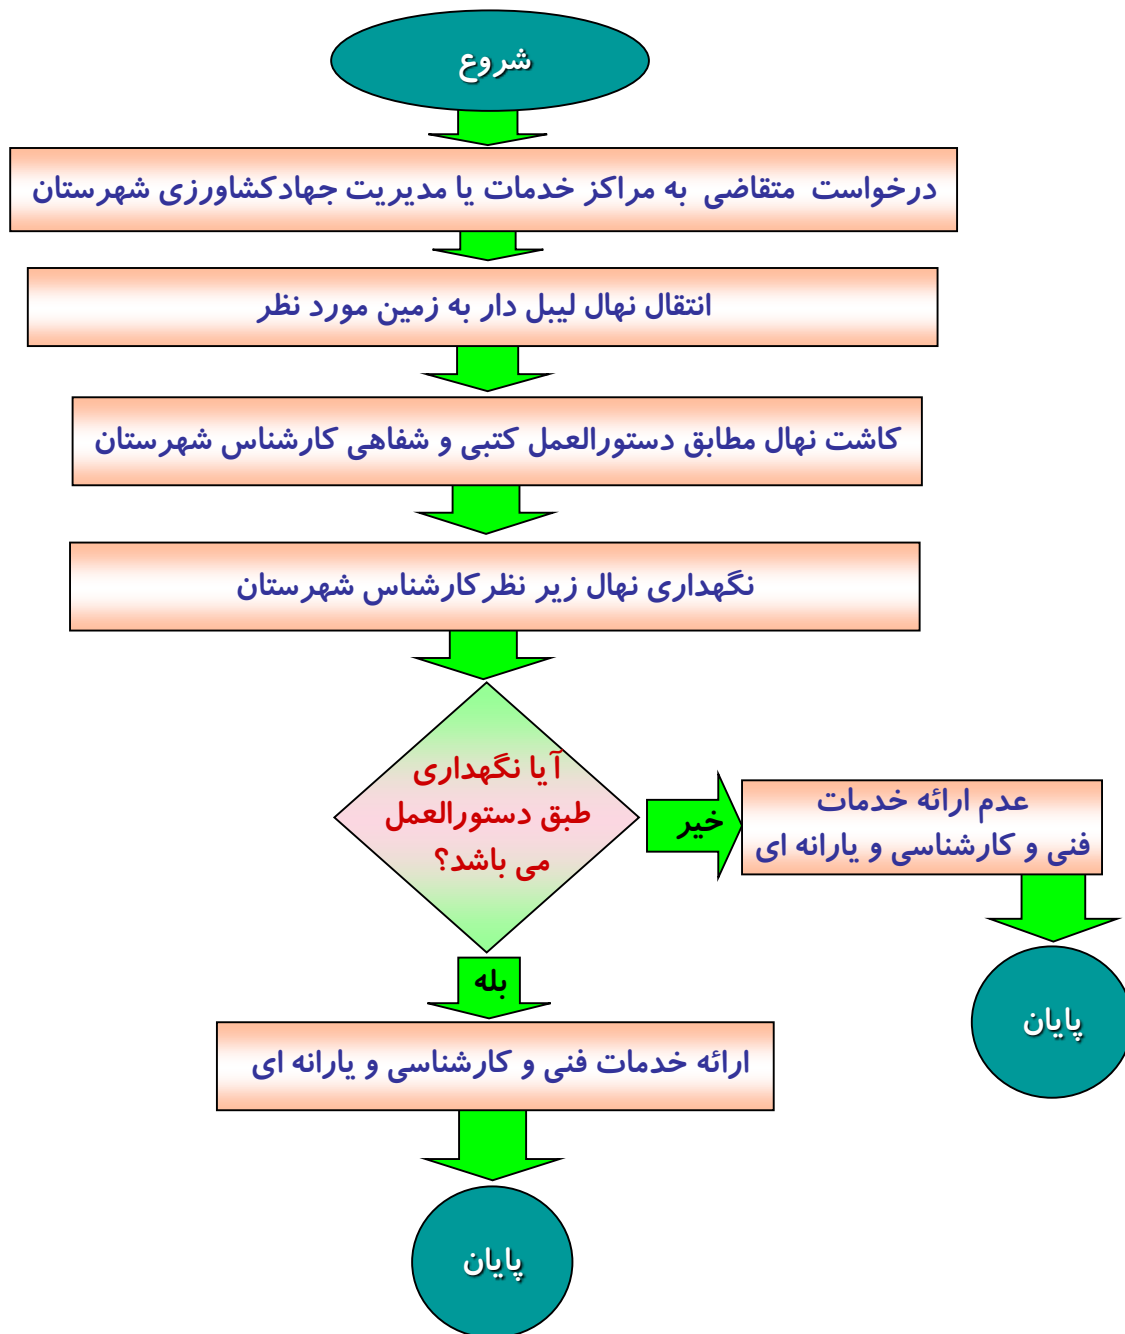 شروع
درخواست متقاضی به مراکز خدمات یا مدیریت جهادکشاورزی شهرستان
انتقال نهال لیبل دار به زمین مورد نظر
کاشت نهال مطابق دستورالعمل کتبی و شفاهی کارشناس شهرستان
نگهداری نهال زیر نظرکارشناس شهرستان
آیا نگهداری
طبق دستورالعمل
می باشد؟
خیر
عدم ارائه خدمات
فنی و کارشناسی و یارانه ای
پایان
بله
ارائه خدمات فنی و کارشناسی و یارانه ای
پایان